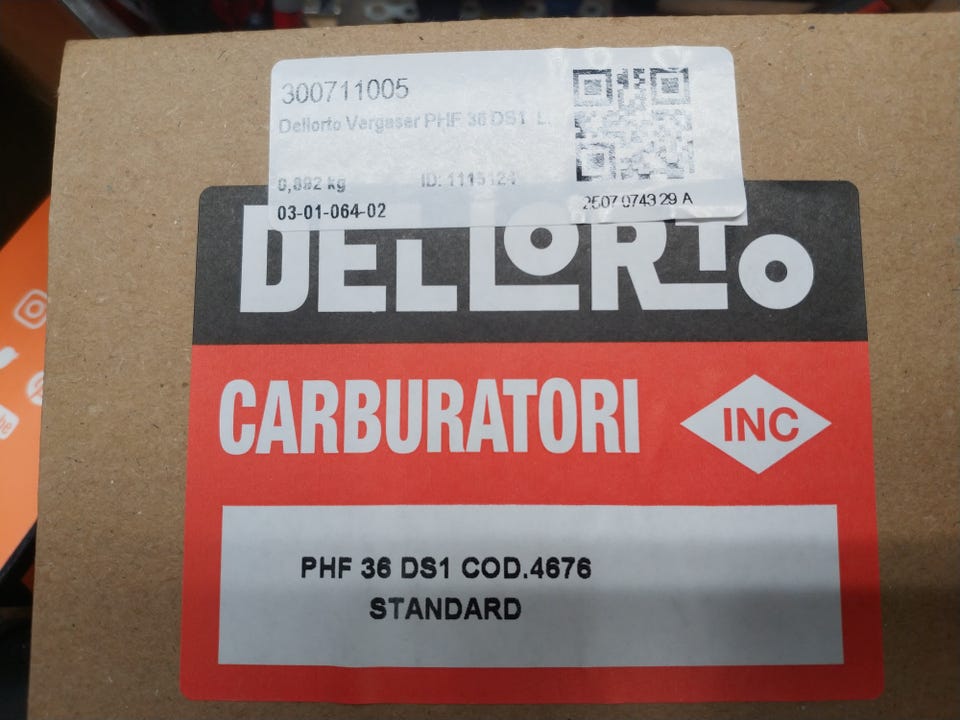 300711005
Dellorto Vergaser PHF 36 DS1 L.
0,892 kg ID: 1115124
03-01-064-02
2507 0743 29 A
DELLORTO
CARBURATORI
INC
PHF 36 DS1 COD.4676
STANDARD